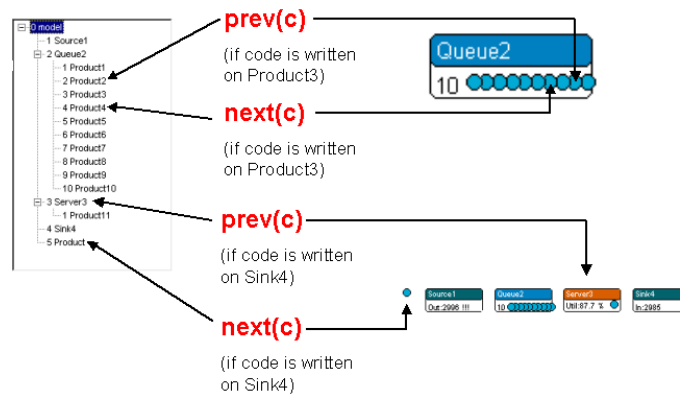 0 model
1 Source1
2 Queue2
1 Product1
2 Product2
3 Product3
4 Product4
5 Product5
6 Product6
7 Product7
8 Product8
9 Product9
10 Product10
3 Server3
1 Product11
4 Sink4
5 Product
prev(c)
(if code is written
on Product3)
next(c)
(if code is written
on Product3)
prev(c)
(if code is written
on Sink4)
next(c)
(if code is written
on Sink4)
Queue2
10
Source1
Out:2996 !!!
Queue2
10
Server3
Util:87.7 %
Sink4
In:2985